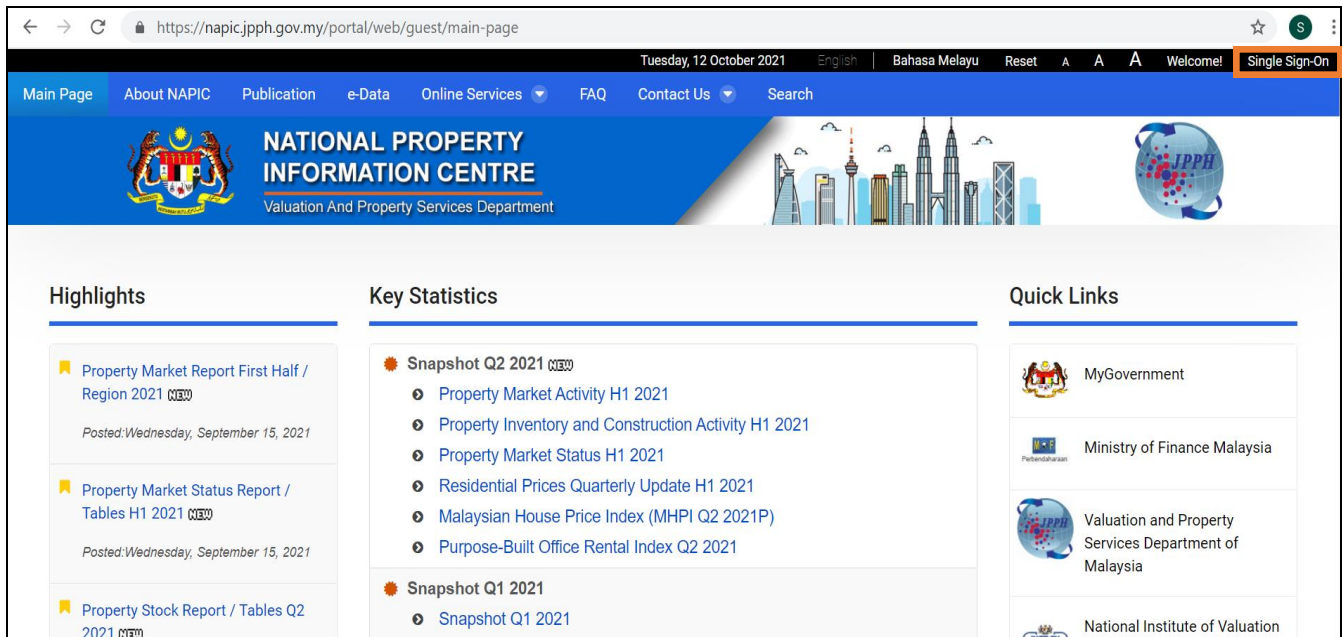 https://napic.jpph.gov.my/portal/web/guest/main-page
S
Tuesday, 12 October 2021 English Bahasa Melayu Reset A A A Welcome! Single Sign-On
Main Page About NAPIC Publication e-Data Online Services FAQ Contact Us Search
NATIONAL PROPERTY
INFORMATION CENTRE
Valuation And Property Services Department
JPPH
Highlights
Property Market Report First Half /
Region 2021 NEW
Posted:Wednesday, September 15, 2021
Property Market Status Report /
Tables H1 2021 NEW
Posted:Wednesday, September 15, 2021
Property Stock Report / Tables Q2
2021 NEW
Key Statistics
Snapshot Q2 2021 NEW
Property Market Activity H1 2021
Property Inventory and Construction Activity H1 2021
Property Market Status H1 2021
Residential Prices Quarterly Update H1 2021
Malaysian House Price Index (MHPI Q2 2021P)
Purpose-Built Office Rental Index Q2 2021
Snapshot Q1 2021
Snapshot Q1 2021
Quick Links
MyGovernment
Perbendaharaan
Ministry of Finance Malaysia
JPPH
Valuation and Property
Services Department of
Malaysia
National Institute of Valuation